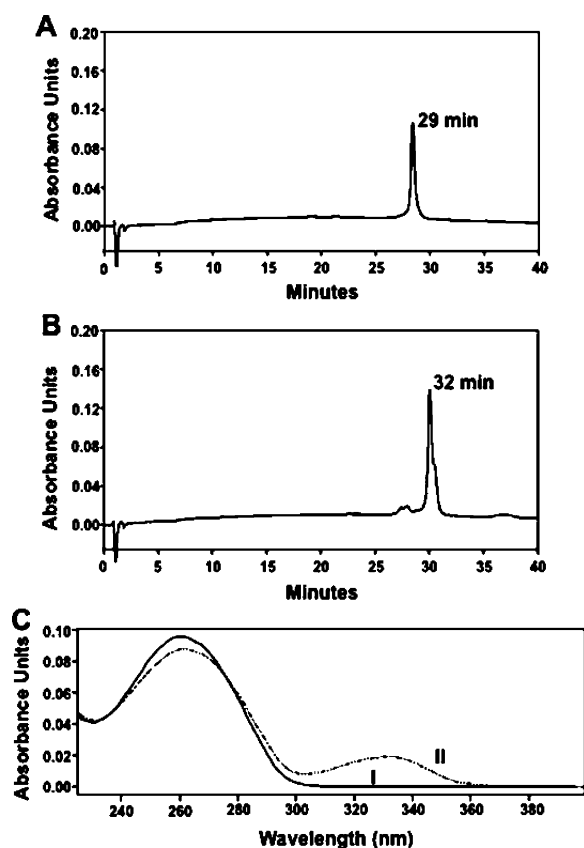 A
Absorbance Units
0.20
0.16
0.12
0.08
0.04
0.00
29 min
0 5 10 15 20 25 30 35 40
Minutes
B
Absorbance Units
0.20
0.16
0.12
0.08
0.04
0.00
32 min
0 5 10 15 20 25 30 35 40
Minutes
C
Absorbance Units
0.10
0.08
0.06
0.04
0.02
0.00
I
II
240 260 280 300 320 340 360 380
Wavelength (nm)